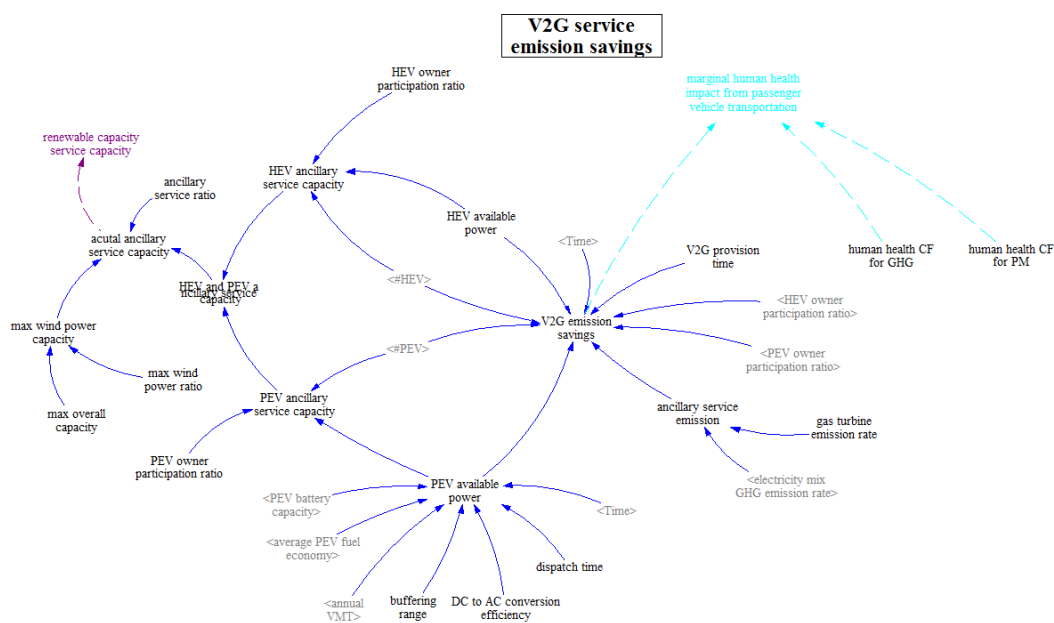 V2G service
emission savings
HEV owner
participation ratio
marginal human health
impact from passenger
vehicle transportation
renewable capacity
service capacity
ancillary
service ratio
HEV ancillary
service capacity
HEV available
power
acutal ancillary
service capacity
<Time>
V2G provision
time
human health CF
for GHG
human health CF
for PM
<#HEV>
HEV and PEV a
ncillary service
capacity
<HEV owner
participation ratio>
max wind power
capacity
V2G emission
savings
<#PEV>
<PEV owner
participation ratio>
max wind
power ratio
max overall
capacity
PEV ancillary
service capacity
ancillary service
emission
gas turbine
emission rate
PEV owner
participation ratio
<electricity mix
GHG emission rate>
PEV available
power
<PEV battery
capacity>
<Time>
<average PEV fuel
economy>
dispatch time
<annual
VMT>
buffering
range
DC to AC conversion
efficiency